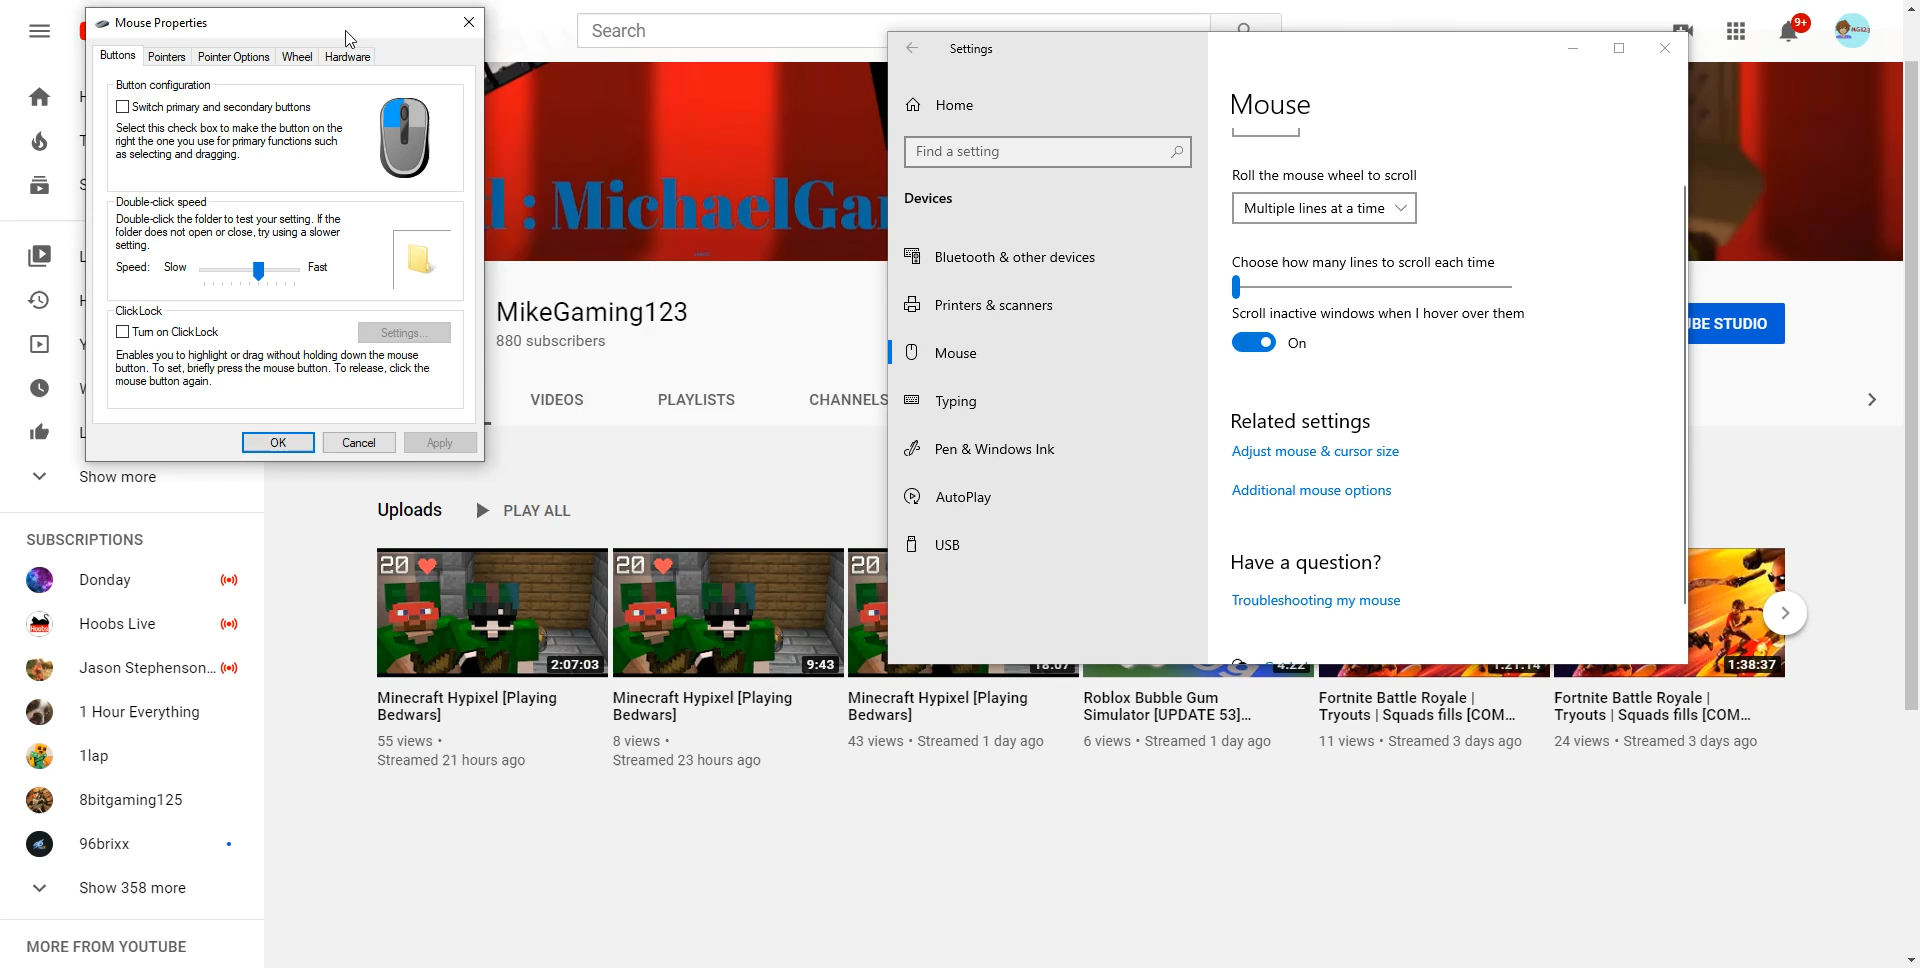 Mouse Properties
Buttons
Pointers
Pointer Options
Wheel
Hardware
Button configuration
Switch primary and secondary buttons
Select this check box to make the button on the
right the one you use for primary functions such
as selecting and dragging.
Double-click speed
Double-click the folder to test your setting. If the
folder does not open or close, try using a slower
setting.
Speed: Slow Fast
ClickLock
Turn on ClickLock
Settings...
Enables you to highlight or drag without holding down the mouse
button. To set, briefly press the mouse button. To release, click the
mouse button again.
OK
Cancel
Apply
Search
9+
MG123
d : MichaelGa
MikeGaming123
880 subscribers
VIDEOS
PLAYLISTS
CHANNELS
UBE STUDIO
Settings
Home
Find a setting
Devices
Bluetooth & other devices
Printers & scanners
Mouse
Typing
Pen & Windows Ink
AutoPlay
USB
Mouse
Roll the mouse wheel to scroll
Multiple lines at a time
Choose how many lines to scroll each time
Scroll inactive windows when I hover over them
On
Related settings
Adjust mouse & cursor size
Additional mouse options
Have a question?
Troubleshooting my mouse
Show more
SUBSCRIPTIONS
Donday
Hoobs Live
Jason Stephenson...
1 Hour Everything
1lap
8bitgaming125
96brixx
Show 358 more
MORE FROM YOUTUBE
Uploads
PLAY ALL
20
2:07:03
Minecraft Hypixel [Playing
Bedwars]
55 views •
Streamed 21 hours ago
20
9:43
Minecraft Hypixel [Playing
Bedwars]
8 views •
Streamed 23 hours ago
20
18:07
Minecraft Hypixel [Playing
Bedwars]
43 views • Streamed 1 day ago
4:22
Roblox Bubble Gum
Simulator [UPDATE 53]...
6 views • Streamed 1 day ago
1:21:14
Fortnite Battle Royale |
Tryouts | Squads fills [COM...
11 views • Streamed 3 days ago
1:38:37
Fortnite Battle Royale |
Tryouts | Squads fills [COM...
24 views • Streamed 3 days ago